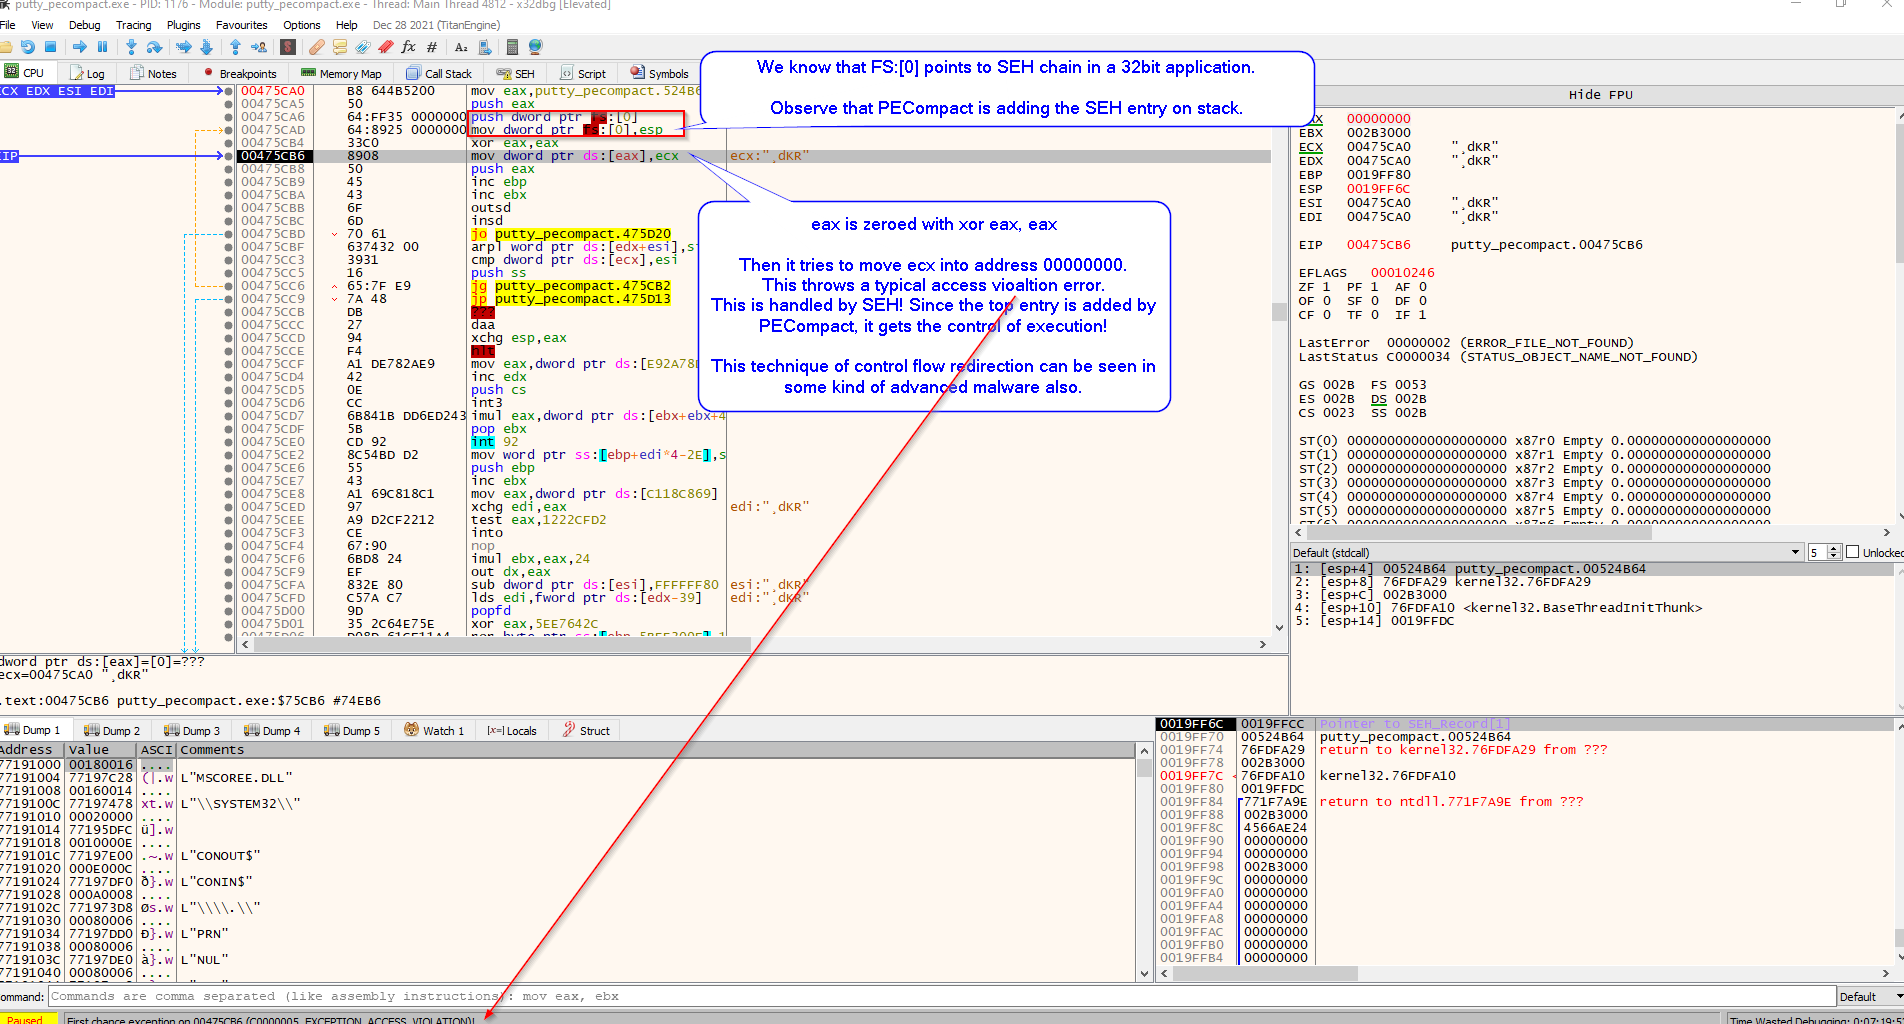 putty_pecompact.exe - PID: 1176 - Module: putty_pecompact.exe - Thread: Main Thread 4812 - x32dbg [Elevated]
File View Debug Tracing Plugins Favourites Options Help Dec 28 2021 (TitanEngine)
CPU Log Notes Breakpoints Memory Map Call Stack SEH Script Symbols
We know that FS:[0] points to SEH chain in a 32bit application.
Observe that PECompact is adding the SEH entry on stack.
ECX EDX ESI EDI
EIP
00475CA0 B8 644B5200 mov eax,putty_pecompact.524B6
00475CA5 50 push eax
00475CA6 64:FF35 0000000 push dword ptr fs:[0]
00475CAD 64:8925 0000000 mov dword ptr fs:[0],esp
00475CB4 33C0 xor eax,eax
00475CB6 8908 mov dword ptr ds:[eax],ecx ecx:"¸dKR"
00475CB8 50 push eax
00475CB9 45 inc ebp
00475CBA 43 inc ebx
00475CBB 6F outsd
00475CBC 6D insd
00475CBD 70 61 jo putty_pecompact.475D20
00475CBF 637432 00 arpl word ptr ds:[edx+esi],s
00475CC3 3931 cmp dword ptr ds:[ecx],esi
00475CC5 16 push ss
00475CC6 65:7F E9 jg putty_pecompact.475CB2
00475CC9 7A 48 jp putty_pecompact.475D13
00475CCB DB ???
00475CCC 27 daa
00475CCD 94 xchg esp,eax
00475CCE F4 hlt
00475CCF A1 DE782AE9 mov eax,dword ptr ds:[E92A78D
00475CD4 42 inc edx
00475CD5 0E push cs
00475CD6 CC int3
00475CD7 6B841B DD6ED243 imul eax,dword ptr ds:[ebx+ebx+4
00475CDF 5B pop ebx
00475CE0 CD 92 int 92
00475CE2 8C54BD D2 mov word ptr ss:[ebp+edi*4-2E],s
00475CE6 55 push ebp
00475CE7 43 inc ebx
00475CE8 A1 69C818C1 mov eax,dword ptr ds:[C118C869]
00475CED 97 xchg edi,eax edi:"¸dKR"
00475CEE A9 D2CF2212 test eax,1222CFD2
00475CF3 CE into
00475CF4 67:90 nop
00475CF6 6BD8 24 imul ebx,eax,24
00475CF9 EF out dx,eax
00475CFA 832E 80 sub dword ptr ds:[esi],FFFFFF80 esi:"¸dKR"
00475CFD C57A C7 lds edi,fword ptr ds:[edx-39] edi:"¸dKR"
00475D00 9D popfd
00475D01 35 2C64E75E xor eax,5EE7642C
eax is zeroed with xor eax, eax
Then it tries to move ecx into address 00000000.
This throws a typical access vioaltion error.
This is handled by SEH! Since the top entry is added by
PECompact, it gets the control of execution!
This technique of control flow redirection can be seen in
some kind of advanced malware also.
Hide FPU
EAX 00000000
EBX 002B3000
ECX 00475CA0 "¸dKR"
EDX 00475CA0 "¸dKR"
EBP 0019FF80
ESP 0019FF6C
ESI 00475CA0 "¸dKR"
EDI 00475CA0 "¸dKR"
EIP 00475CB6 putty_pecompact.00475CB6
EFLAGS 00010246
ZF 1 PF 1 AF 0
OF 0 SF 0 DF 0
CF 0 TF 0 IF 1
LastError 00000002 (ERROR_FILE_NOT_FOUND)
LastStatus C0000034 (STATUS_OBJECT_NAME_NOT_FOUND)
GS 002B FS 0053
ES 002B DS 002B
CS 0023 SS 002B
ST(0) 00000000000000000000 x87r0 Empty 0.000000000000000000
ST(1) 00000000000000000000 x87r1 Empty 0.000000000000000000
ST(2) 00000000000000000000 x87r2 Empty 0.000000000000000000
ST(3) 00000000000000000000 x87r3 Empty 0.000000000000000000
ST(4) 00000000000000000000 x87r4 Empty 0.000000000000000000
ST(5) 00000000000000000000 x87r5 Empty 0.000000000000000000
ST(6) 00000000000000000000 x87r6 Empty 0.000000000000000000
Default (stdcall) 5 Unlocked
1: [esp+4] 00524B64 putty_pecompact.00524B64
2: [esp+8] 76FDFA29 kernel32.76FDFA29
3: [esp+C] 002B3000
4: [esp+10] 76FDFA10 <kernel32.BaseThreadInitThunk>
5: [esp+14] 0019FFDC
dword ptr ds:[eax]=[0]=???
ecx=00475CA0 "¸dKR"
.text:00475CB6 putty_pecompact.exe:$75CB6 #74EB6
Dump 1 Dump 2 Dump 3 Dump 4 Dump 5 Watch 1 [x=] Locals Struct
Address Value ASCI Comments
77191000 00180016 ....
77191004 77197C28 (|.w L"MSCOREE.DLL"
77191008 00160014 ....
7719100C 77197478 xt.w L"\\SYSTEM32\\"
77191010 00020000 ....
77191014 77195DFC ü].w
77191018 0010000E ....
7719101C 77197E00 .~.w L"CONOUT$"
77191020 000E000C ....
77191024 77197DF0 ð}.w L"CONIN$"
77191028 000A0008 ....
7719102C 771973D8 Øs.w L"\\\\.\\"
77191030 00080006 ....
77191034 77197DD0 Ð}.w L"PRN"
77191038 00080006 ....
7719103C 77197DE0 à}.w L"NUL"
77191040 00080006 ....
0019FF6C 0019FFCC Pointer to SEH_Record[1]
0019FF70 00524B64 putty_pecompact.00524B64
0019FF74 76FDFA29 return to kernel32.76FDFA29 from ???
0019FF78 002B3000
0019FF7C 76FDFA10 kernel32.76FDFA10
0019FF80 0019FFDC
0019FF84 771F7A9E return to ntdll.771F7A9E from ???
0019FF88 002B3000
0019FF8C 4566AE24
0019FF90 00000000
0019FF94 00000000
0019FF98 002B3000
0019FF9C 00000000
0019FFA0 00000000
0019FFA4 00000000
0019FFA8 00000000
0019FFAC 00000000
0019FFB0 00000000
0019FFB4 00000000
ommand: Commands are comma separated (like assembly instructions): mov eax, ebx Default
Paused First chance exception on 00475CB6 (C0000005, EXCEPTION_ACCESS_VIOLATION)! Time Wasted Debugging: 0:07:19:5